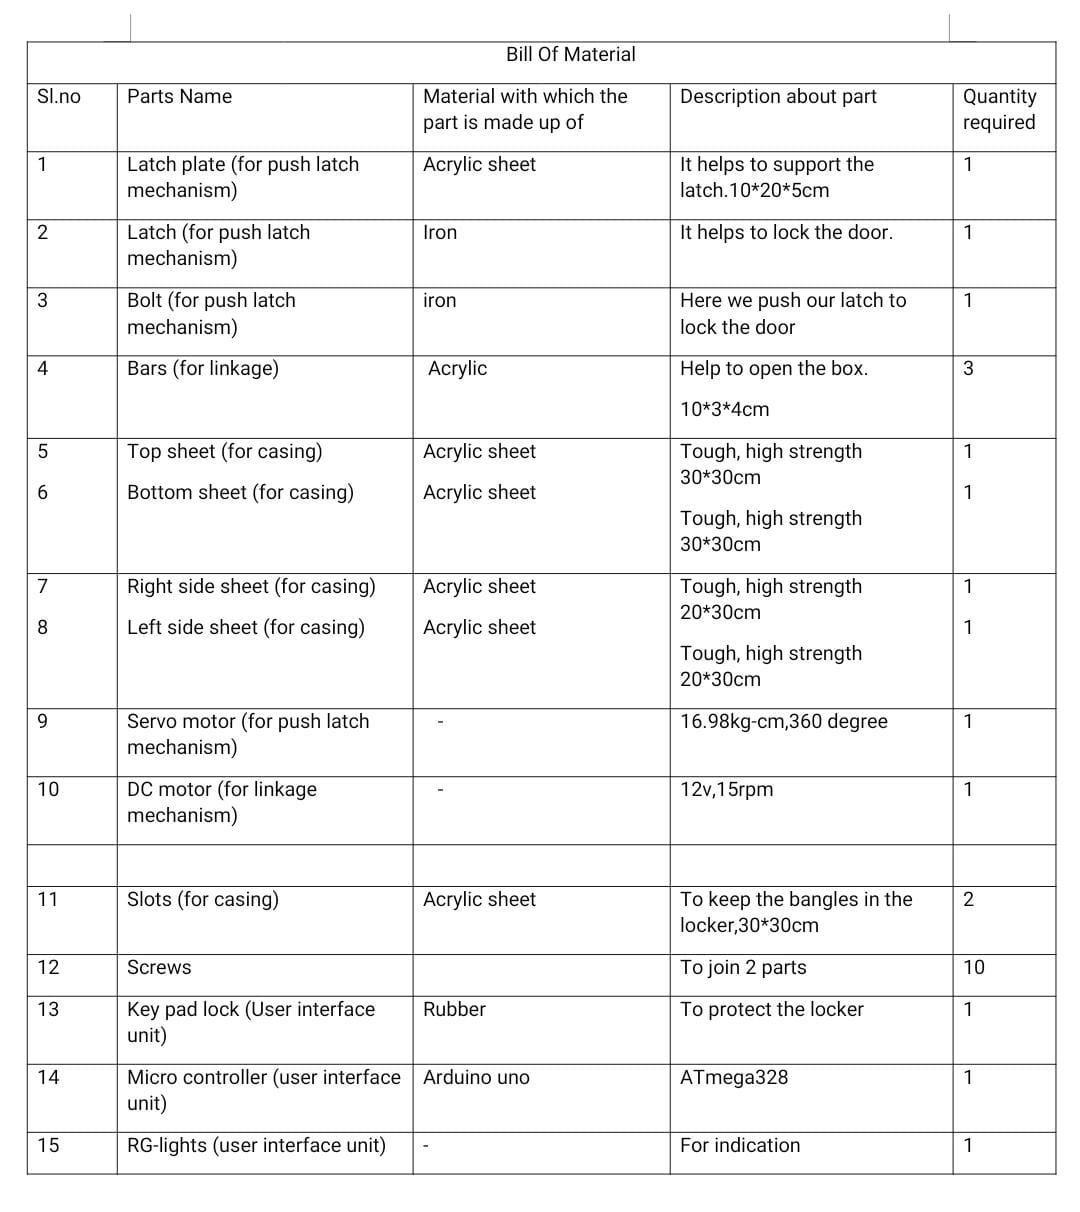 Bill Of Material
Sl.no Parts Name Material with which the part is made up of Description about part Quantity required
1 Latch plate (for push latch mechanism) Acrylic sheet It helps to support the latch.10*20*5cm 1
2 Latch (for push latch mechanism) Iron It helps to lock the door. 1
3 Bolt (for push latch mechanism) iron Here we push our latch to lock the door 1
4 Bars (for linkage) Acrylic Help to open the box. 10*3*4cm 3
5 Top sheet (for casing) Acrylic sheet Tough, high strength 30*30cm 1
6 Bottom sheet (for casing) Acrylic sheet Tough, high strength 30*30cm 1
7 Right side sheet (for casing) Acrylic sheet Tough, high strength 20*30cm 1
8 Left side sheet (for casing) Acrylic sheet Tough, high strength 20*30cm 1
9 Servo motor (for push latch mechanism) - 16.98kg-cm,360 degree 1
10 DC motor (for linkage mechanism) - 12v,15rpm 1
11 Slots (for casing) Acrylic sheet To keep the bangles in the locker,30*30cm 2
12 Screws To join 2 parts 10
13 Key pad lock (User interface unit) Rubber To protect the locker 1
14 Micro controller (user interface unit) Arduino uno ATmega328 1
15 RG-lights (user interface unit) - For indication 1